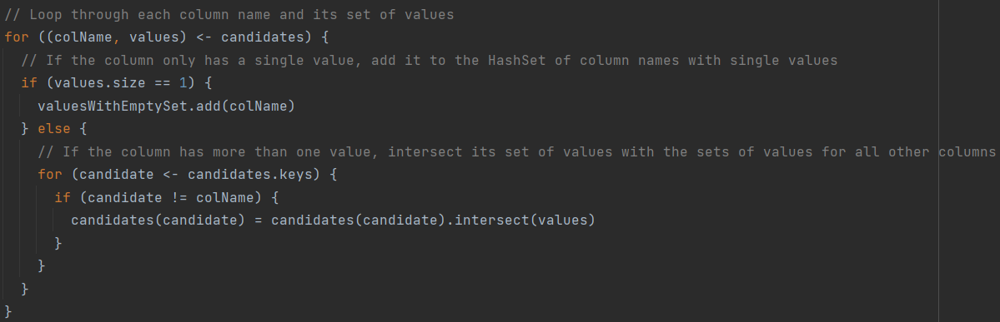 // Loop through each column name and its set of values
for ((colName, values) <- candidates) {
  // If the column only has a single value, add it to the HashSet of column names with single values
  if (values.size == 1) {
    valuesWithEmptySet.add(colName)
  } else {
    // If the column has more than one value, intersect its set of values with the sets of values for all other columns
    for (candidate <- candidates.keys) {
      if (candidate != colName) {
        candidates(candidate) = candidates(candidate).intersect(values)
      }
    }
  }
}